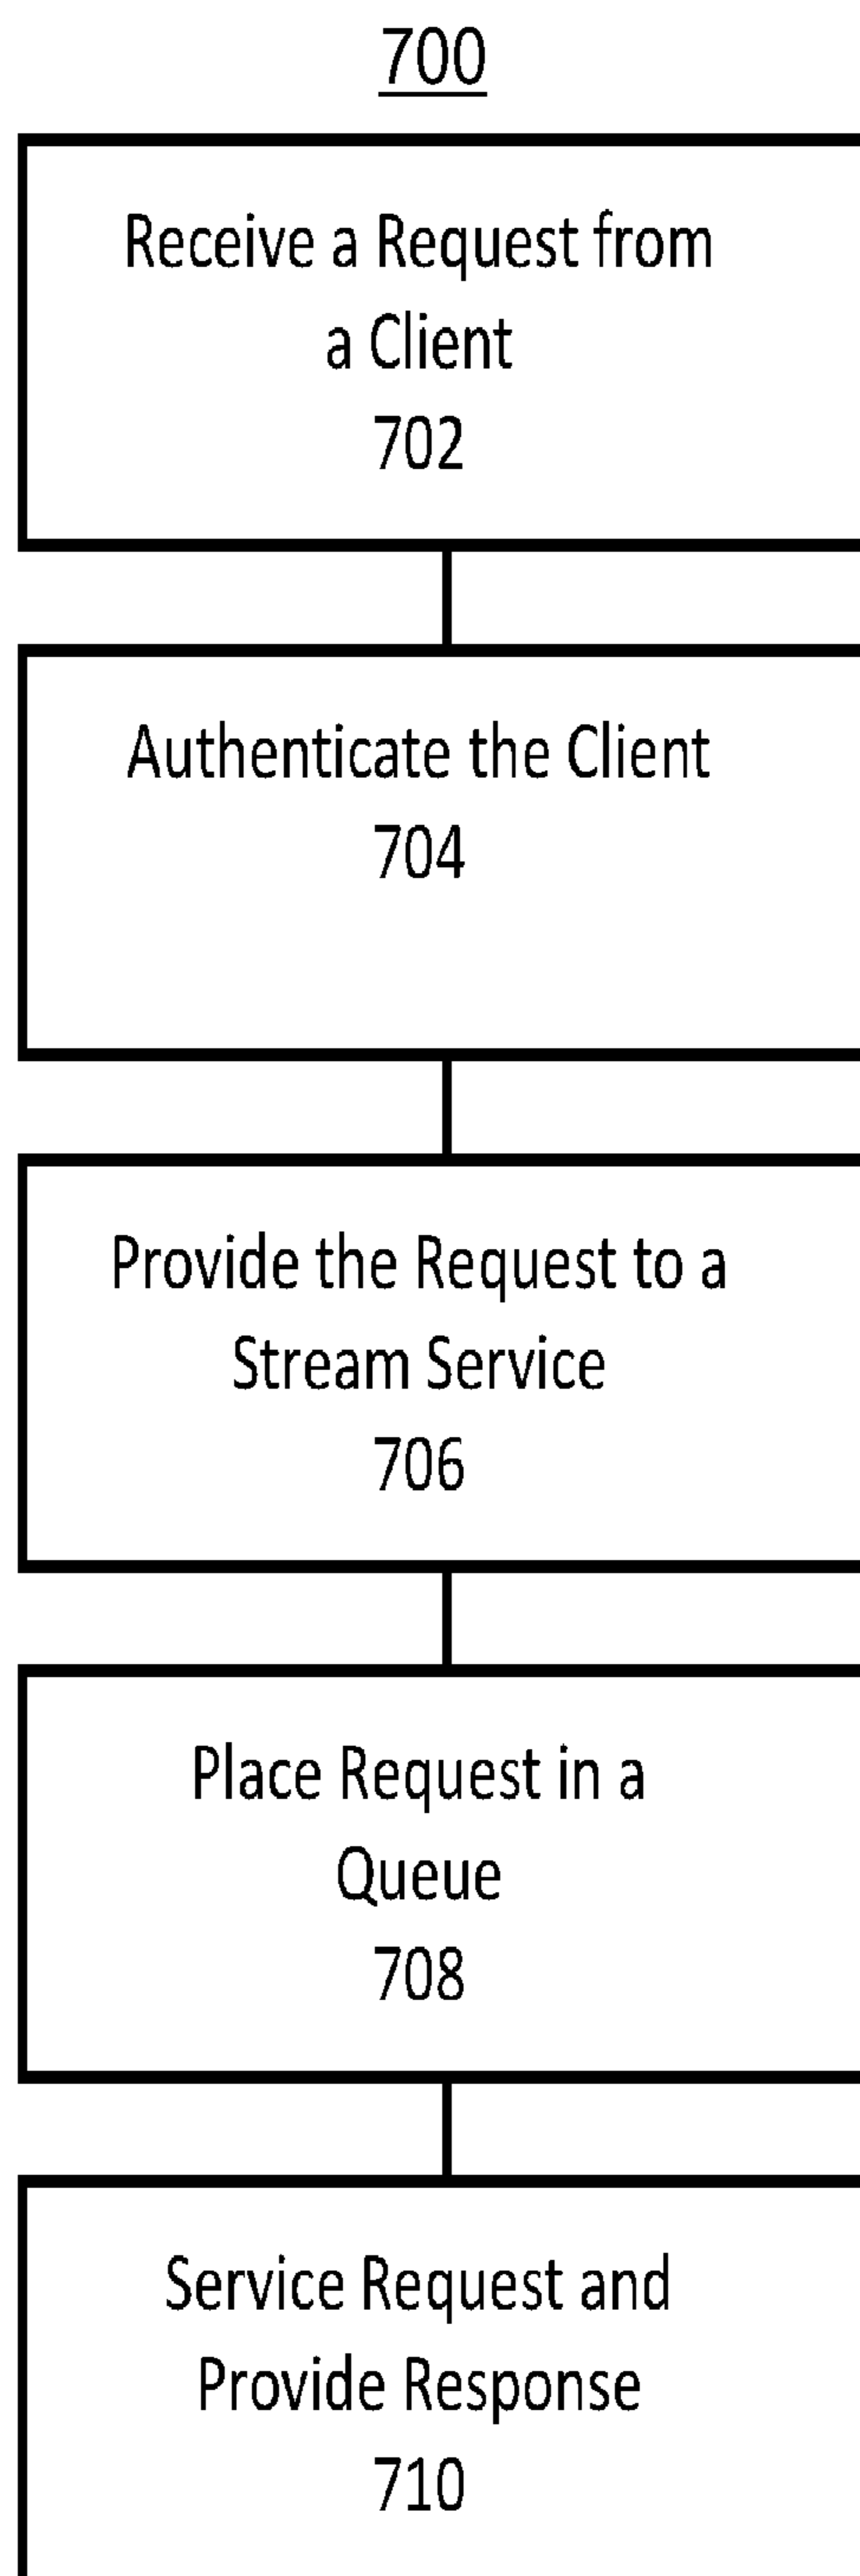 700
Receive a Request from
a Client
702
Authenticate the Client
704
Provide the Request to a
Stream Service
706
Place Request in a
Queue
708
Service Request and
Provide Response
710